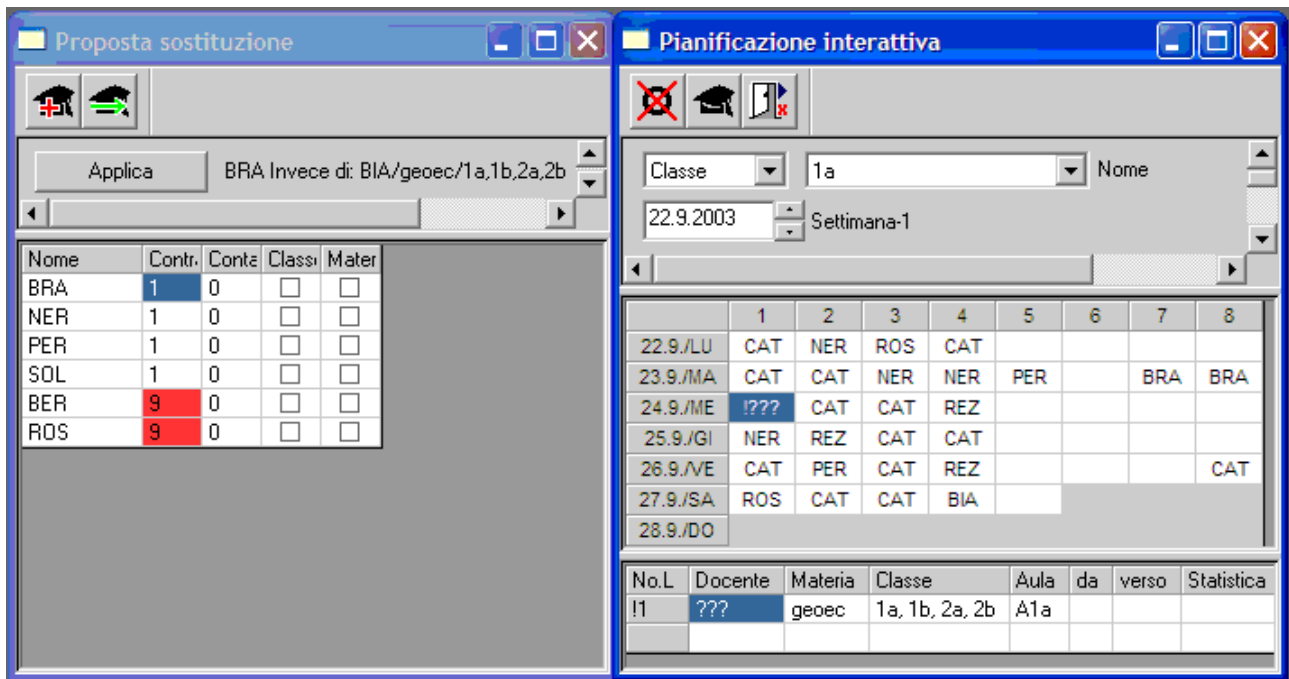 Proposta sostituzione
Applica BRA Invece di: BIA/geoec/1a,1b,2a,2b
Nome Contr. Conta Class Mater
BRA 1 0
NER 1 0
PER 1 0
SOL 1 0
BER 9 0
ROS 9 0
Pianificazione interattiva
Classe 1a Nome
22.9.2003 Settimana-1
1 2 3 4 5 6 7 8
22.9./LU CAT NER ROS CAT
23.9./MA CAT CAT NER NER PER BRA BRA
24.9./ME !??? CAT CAT REZ
25.9./GI NER REZ CAT CAT
26.9./VE CAT PER CAT REZ CAT
27.9./SA ROS CAT CAT BIA
28.9./DO
No.L Docente Materia Classe Aula da verso Statistica
!1 ??? geoec 1a, 1b, 2a, 2b A1a